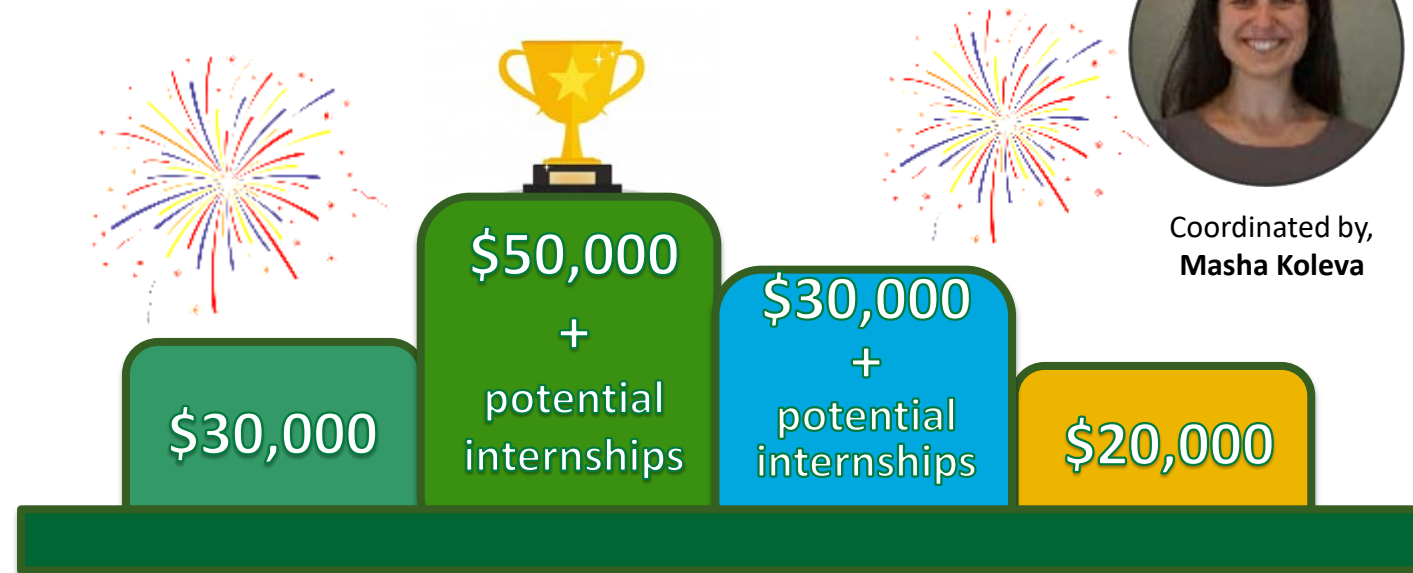 Coordinated by,
Masha Koleva
$50,000
+
potential
internships
$30,000
+
potential
internships
$30,000
$20,000